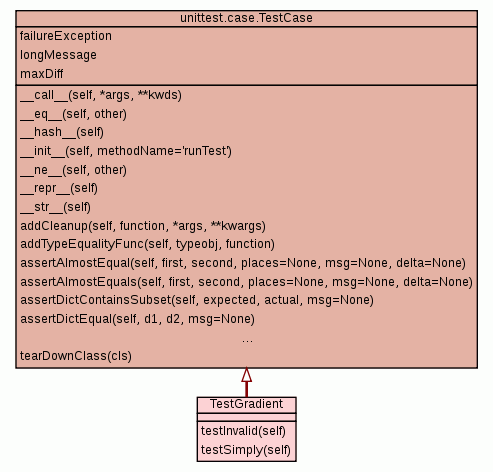 unittest.case.TestCase
failureException
longMessage
maxDiff
__call__(self, *args, **kwds)
__eq__(self, other)
__hash__(self)
__init__(self, methodName='runTest')
__ne__(self, other)
__repr__(self)
__str__(self)
addCleanup(self, function, *args, **kwargs)
addTypeEqualityFunc(self, typeobj, function)
assertAlmostEqual(self, first, second, places=None, msg=None, delta=None)
assertAlmostEquals(self, first, second, places=None, msg=None, delta=None)
assertDictContainsSubset(self, expected, actual, msg=None)
assertDictEqual(self, d1, d2, msg=None)
...
tearDownClass(cls)
TestGradient
testInvalid(self)
testSimply(self)